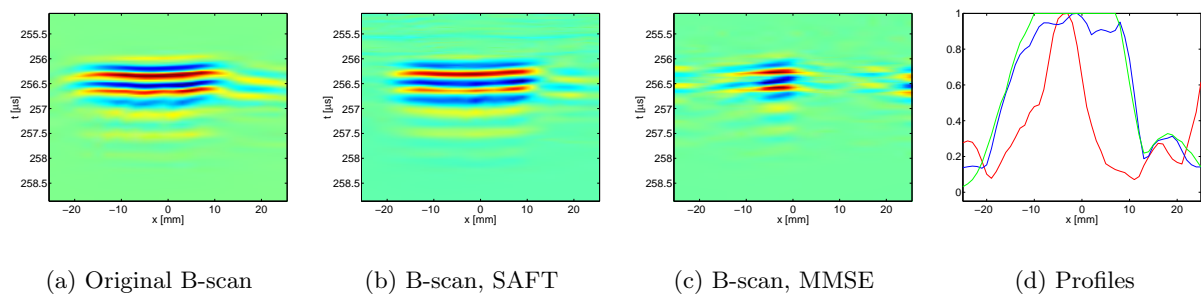 255.5
256
256.5
257
257.5
258
258.5
t [µs]
−20 −10 0 10 20
x [mm]
255.5
256
256.5
257
257.5
258
258.5
t [µs]
−20 −10 0 10 20
x [mm]
255.5
256
256.5
257
257.5
258
258.5
t [µs]
−20 −10 0 10 20
x [mm]
1
0.8
0.6
0.4
0.2
0
−20 −10 0 10 20
x [mm]
(a) Original B-scan
(b) B-scan, SAFT
(c) B-scan, MMSE
(d) Profiles